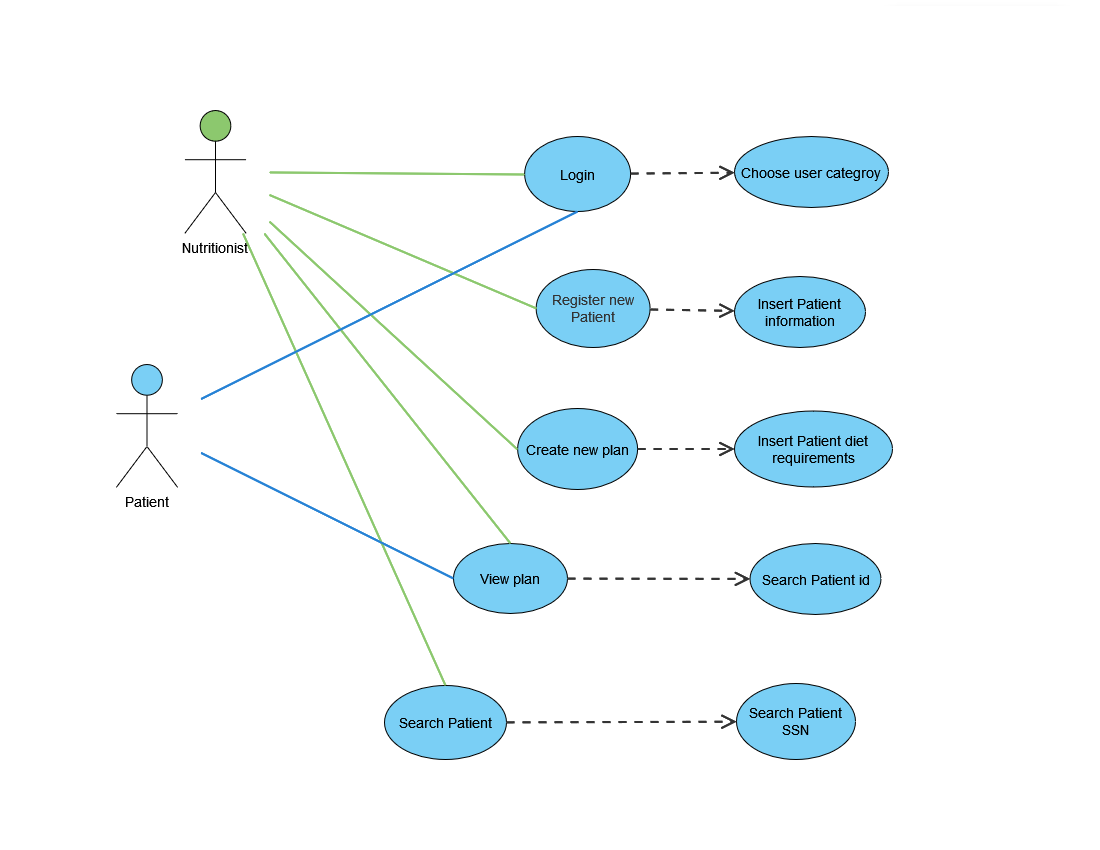 Nutritionist
Login
Choose user categroy
Register new
Patient
Insert Patient
information
Patient
Create new plan
Insert Patient diet
requirements
View plan
Search Patient id
Search Patient
Search Patient
SSN